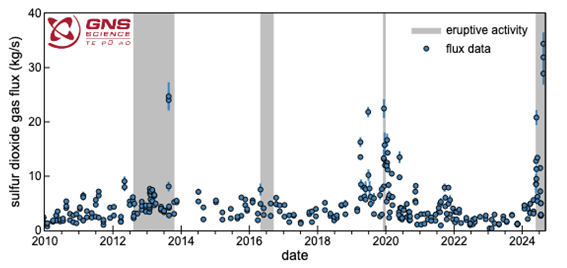 GNS
SCIENCE
TE PŪ AO
eruptive activity
flux data
sulfur dioxide gas flux (kg/s)
40
30
20
10
0
2010 2012 2014 2016 2018 2020 2022 2024
date